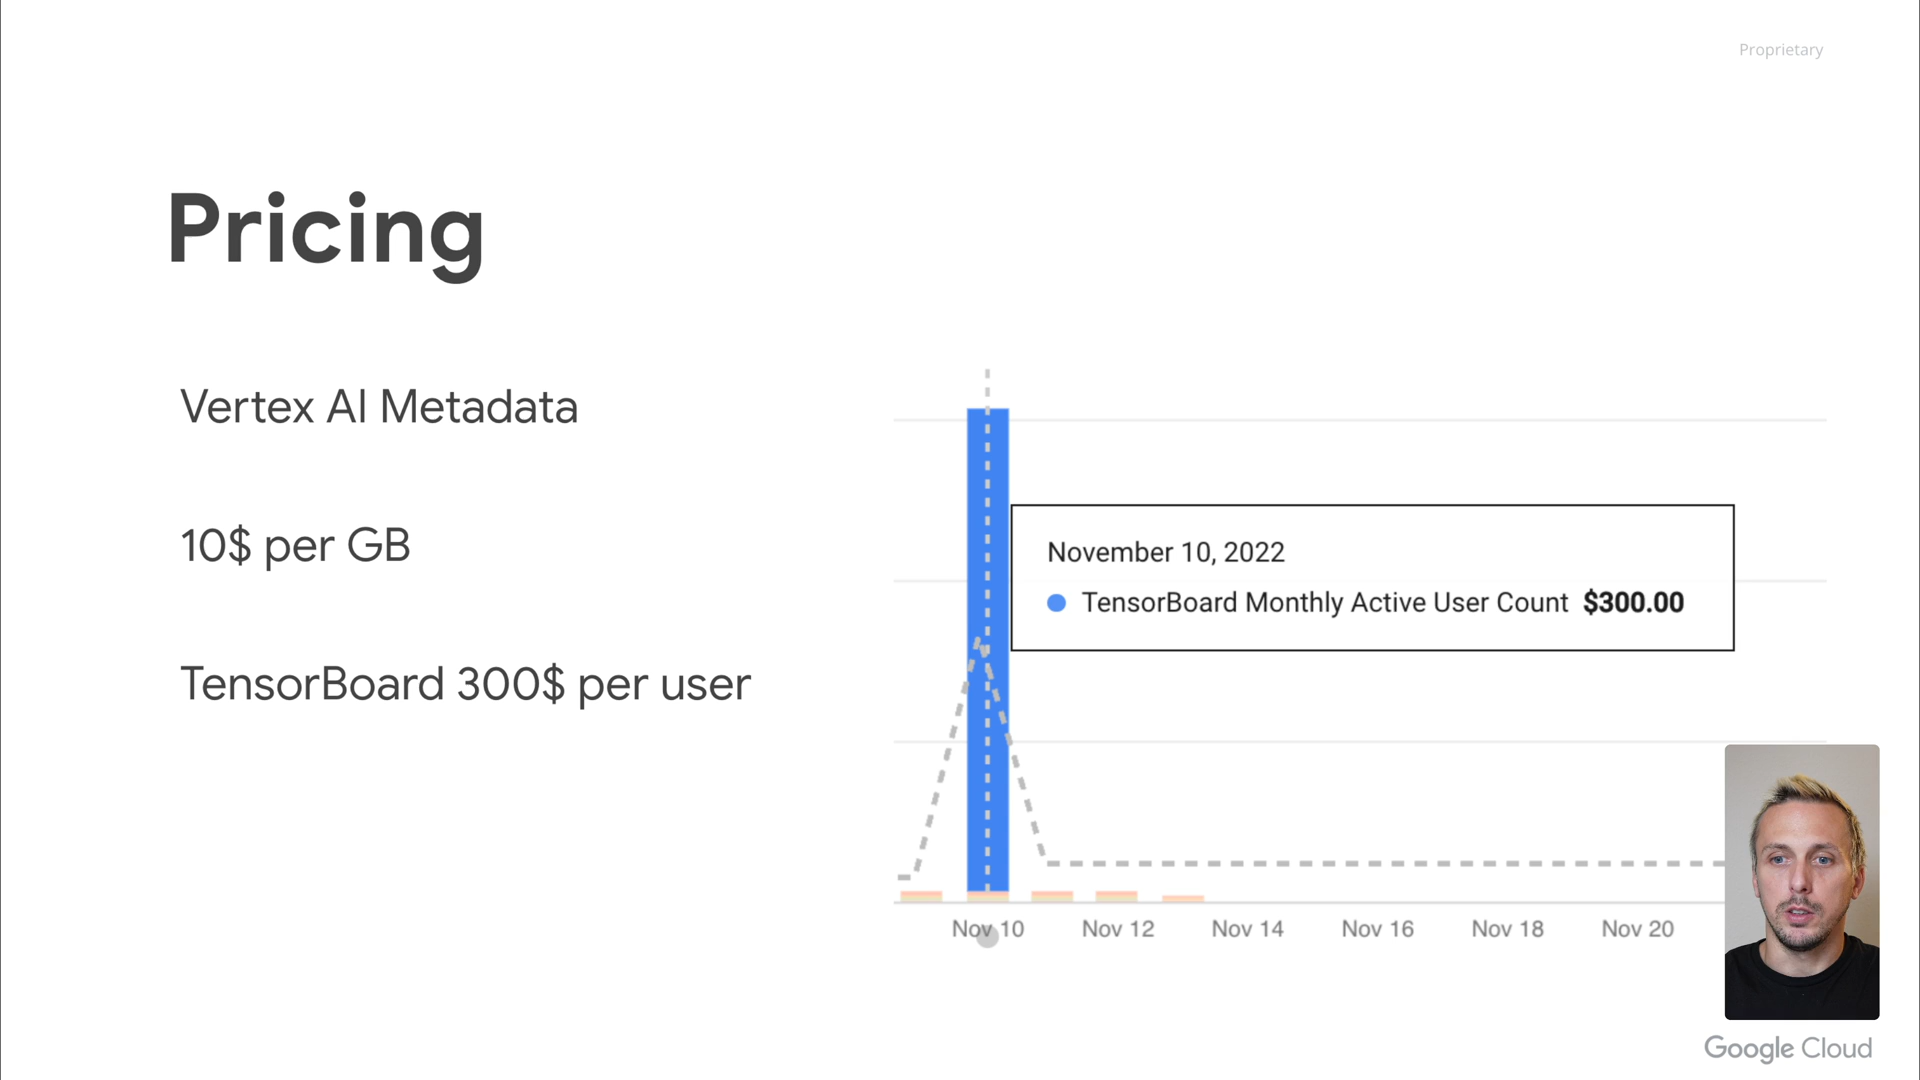 Proprietary
Pricing
Vertex AI Metadata
10$ per GB
TensorBoard 300$ per user
November 10, 2022
TensorBoard Monthly Active User Count $300.00
Nov 10 Nov 12 Nov 14 Nov 16 Nov 18 Nov 20
Google Cloud